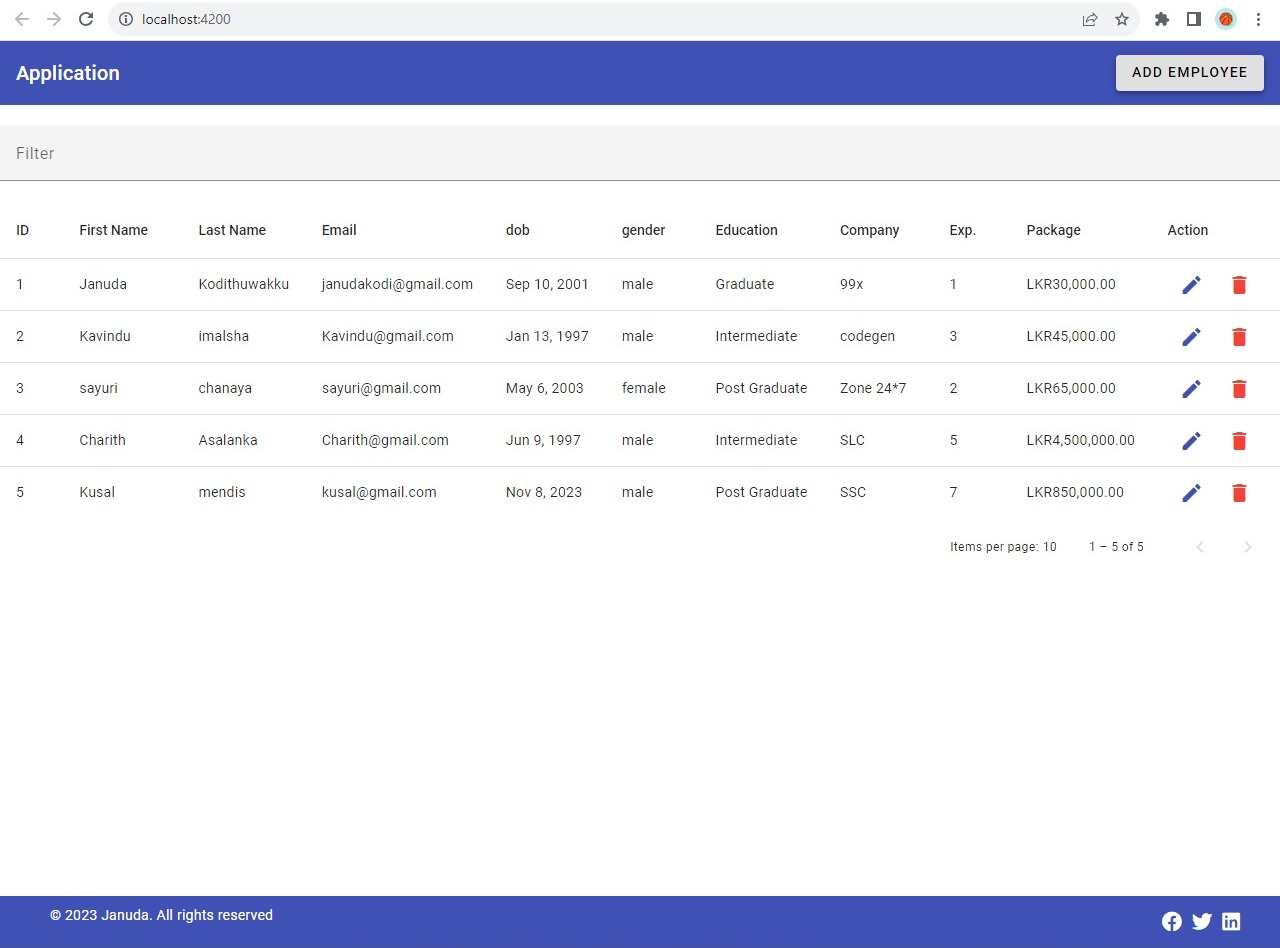 localhost:4200
Application ADD EMPLOYEE
Filter
ID First Name Last Name Email dob gender Education Company Exp. Package Action
1 Januda Kodithuwakku janudakodi@gmail.com Sep 10, 2001 male Graduate 99x 1 LKR30,000.00
2 Kavindu imalsha Kavindu@gmail.com Jan 13, 1997 male Intermediate codegen 3 LKR45,000.00
3 sayuri chanaya sayuri@gmail.com May 6, 2003 female Post Graduate Zone 24*7 2 LKR65,000.00
4 Charith Asalanka Charith@gmail.com Jun 9, 1997 male Intermediate SLC 5 LKR4,500,000.00
5 Kusal mendis kusal@gmail.com Nov 8, 2023 male Post Graduate SSC 7 LKR850,000.00
Items per page: 10 1 – 5 of 5
© 2023 Januda. All rights reserved